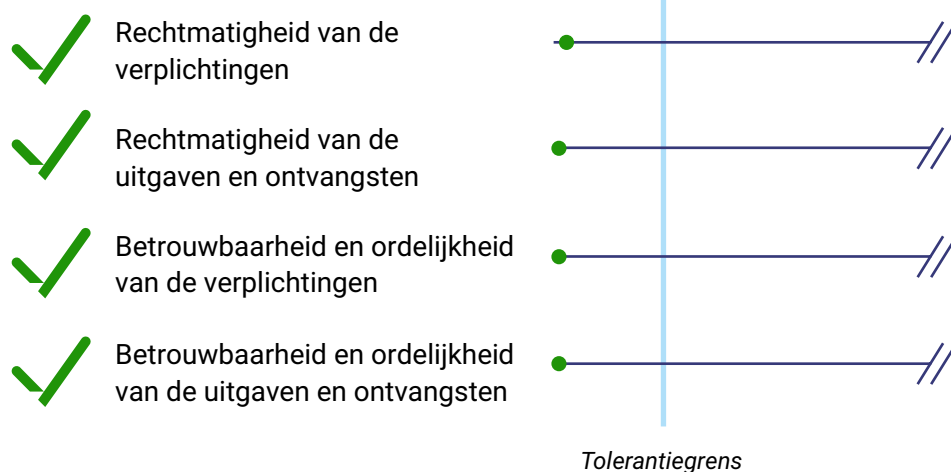 Rechtmatigheid van de
verplichtingen
Rechtmatigheid van de
uitgaven en ontvangsten
Betrouwbaarheid en ordelijkheid
van de verplichtingen
Betrouwbaarheid en ordelijkheid
van de uitgaven en ontvangsten
Tolerantiegrens